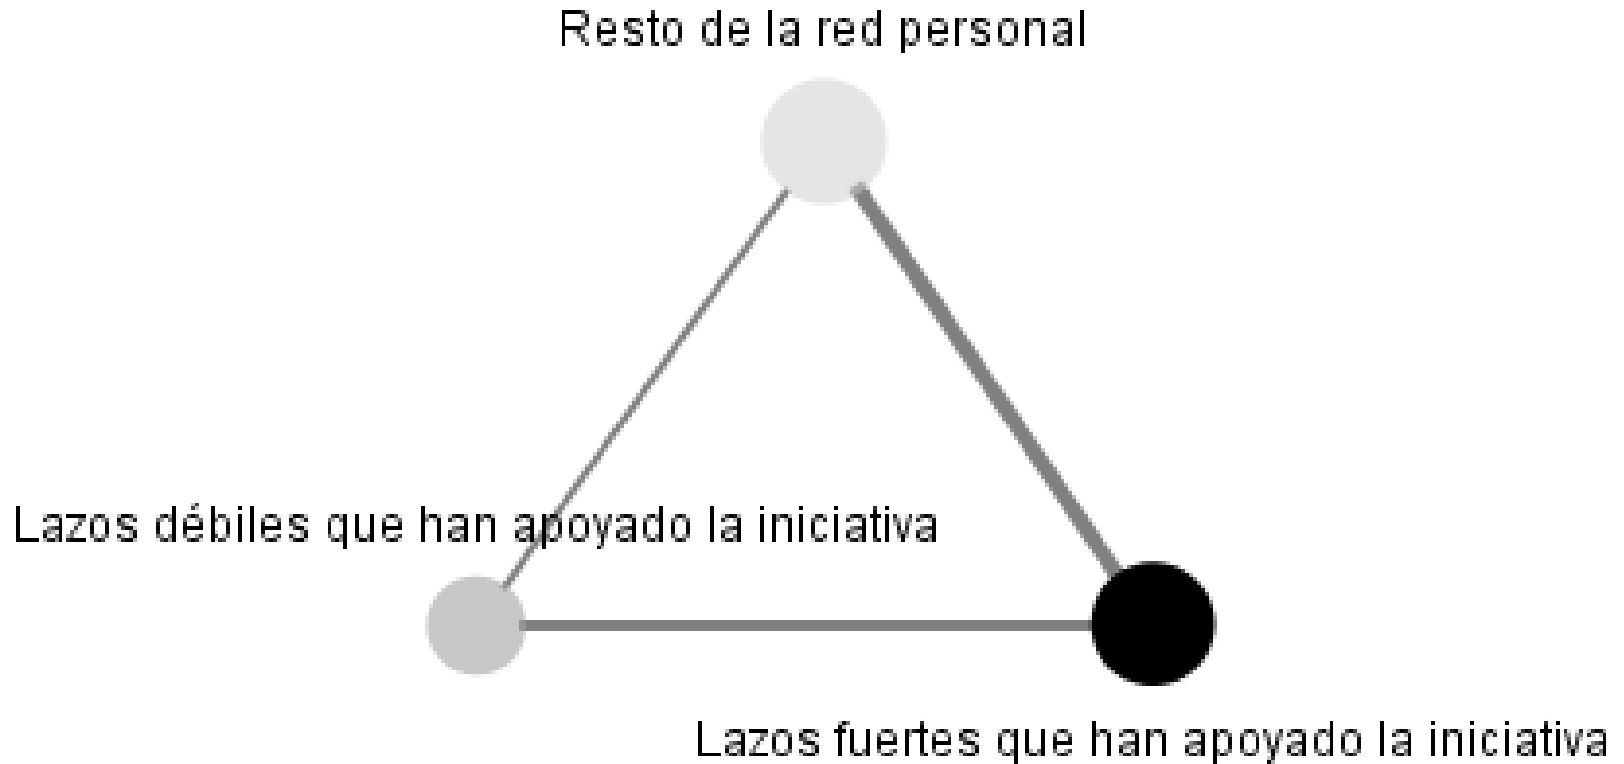 Resto de la red personal
Lazos débiles que han apoyado la iniciativa
Lazos fuertes que han apoyado la iniciativa